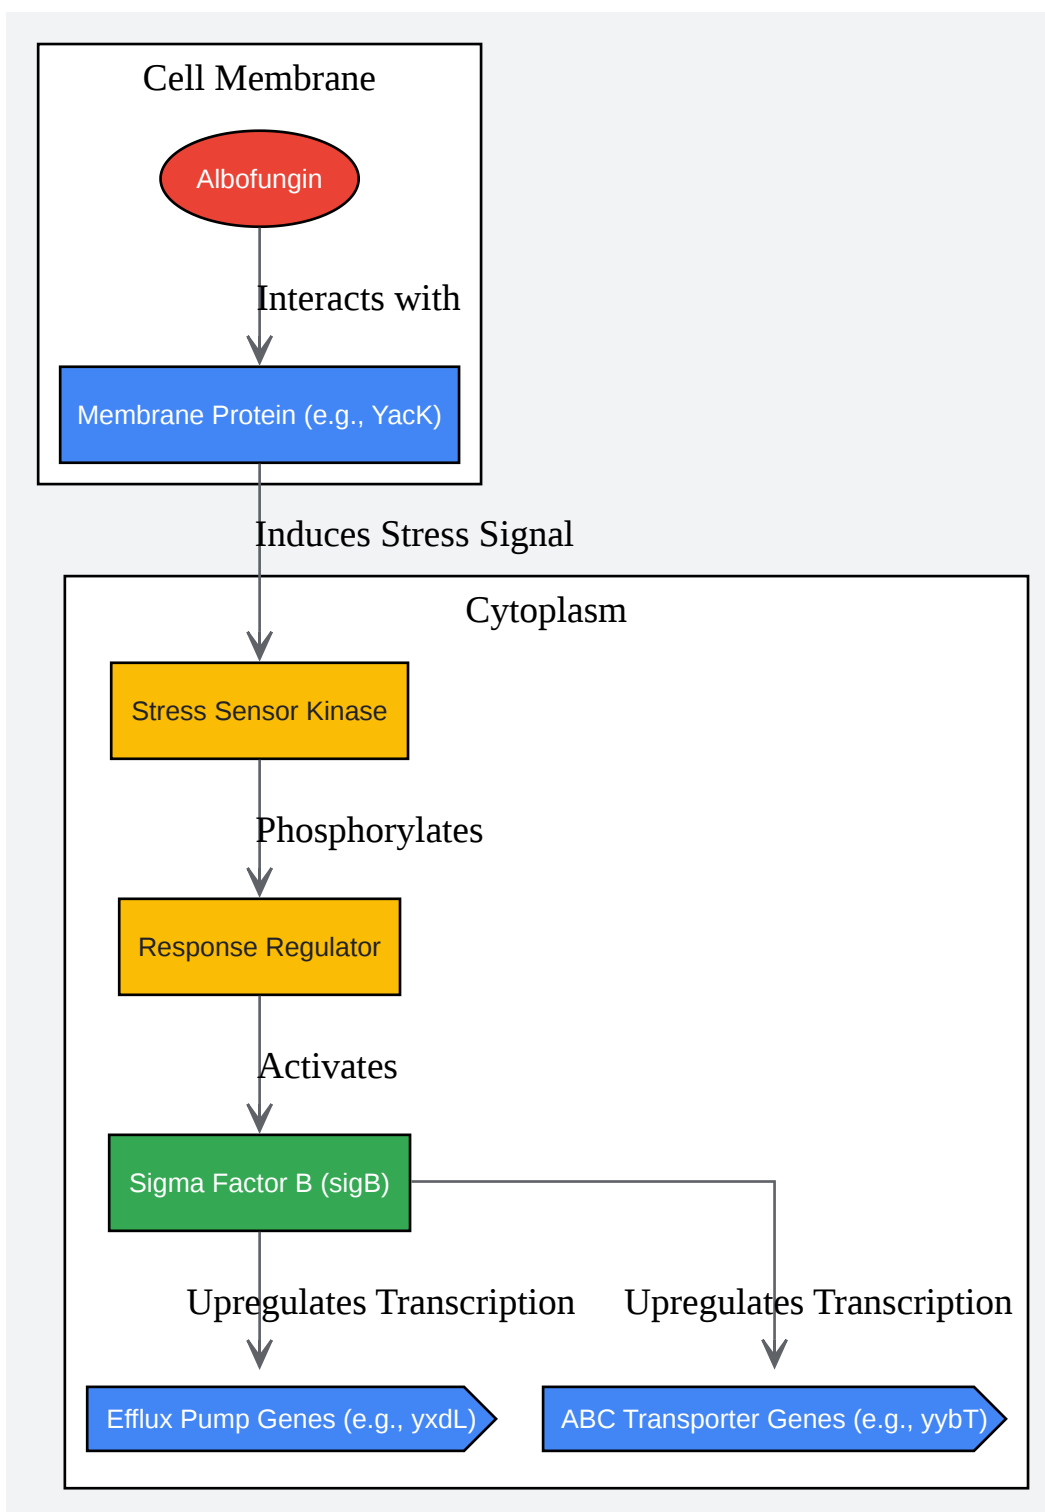 Cell Membrane
Albofungin
Interacts with
Membrane Protein (e.g., YacK)
Induces Stress Signal
Cytoplasm
Stress Sensor Kinase
Phosphorylates
Response Regulator
Activates
Sigma Factor B (sigB)
Upregulates Transcription
Upregulates Transcription
Efflux Pump Genes (e.g., yxdL)
ABC Transporter Genes (e.g., yybT)